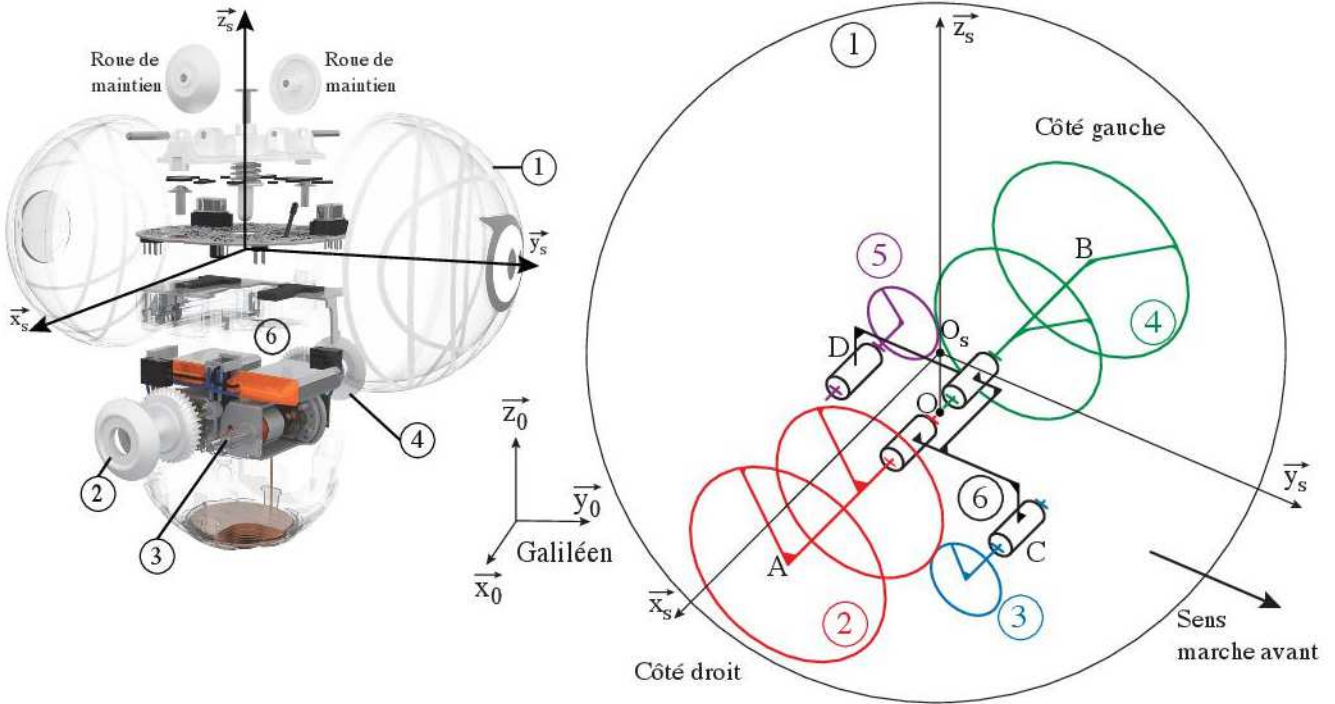 z_s
Roue de
maintien
Roue de
maintien
1
y_s
x_s
6
2
3
4
z_0
y_0
Galiléen
x_0
1
z_s
Côté gauche
B
5
4
D
O_s
O
y_s
6
C
A
x_s
2
3
Sens
marche avant
Côté droit